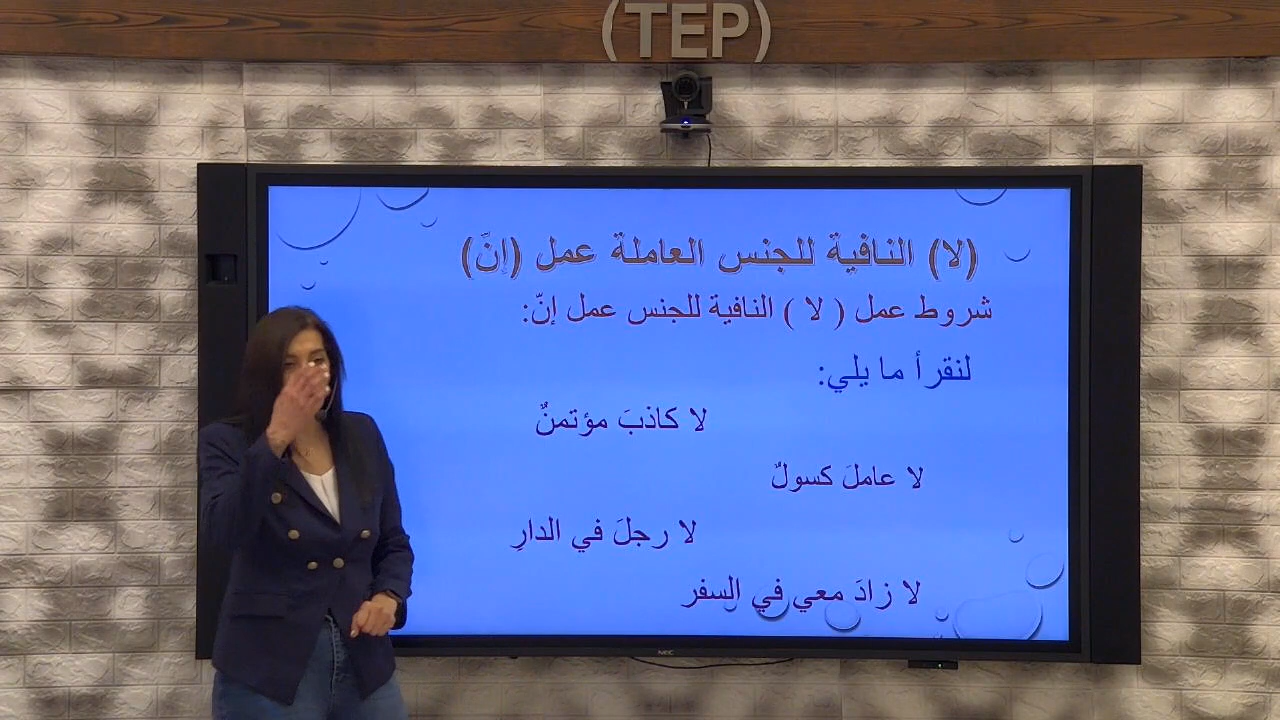 (TEP)
(لا) النافية للجنس العاملة عمل (إنّ)
شروط عمل ( لا ) النافية للجنس عمل إنّ:
لنقرأ ما يلي:
لا كاذبَ مؤتمنٌ
لا عاملَ كسولٌ
لا رجلَ في الدارِ
لا زادَ معي في السفر
NEC